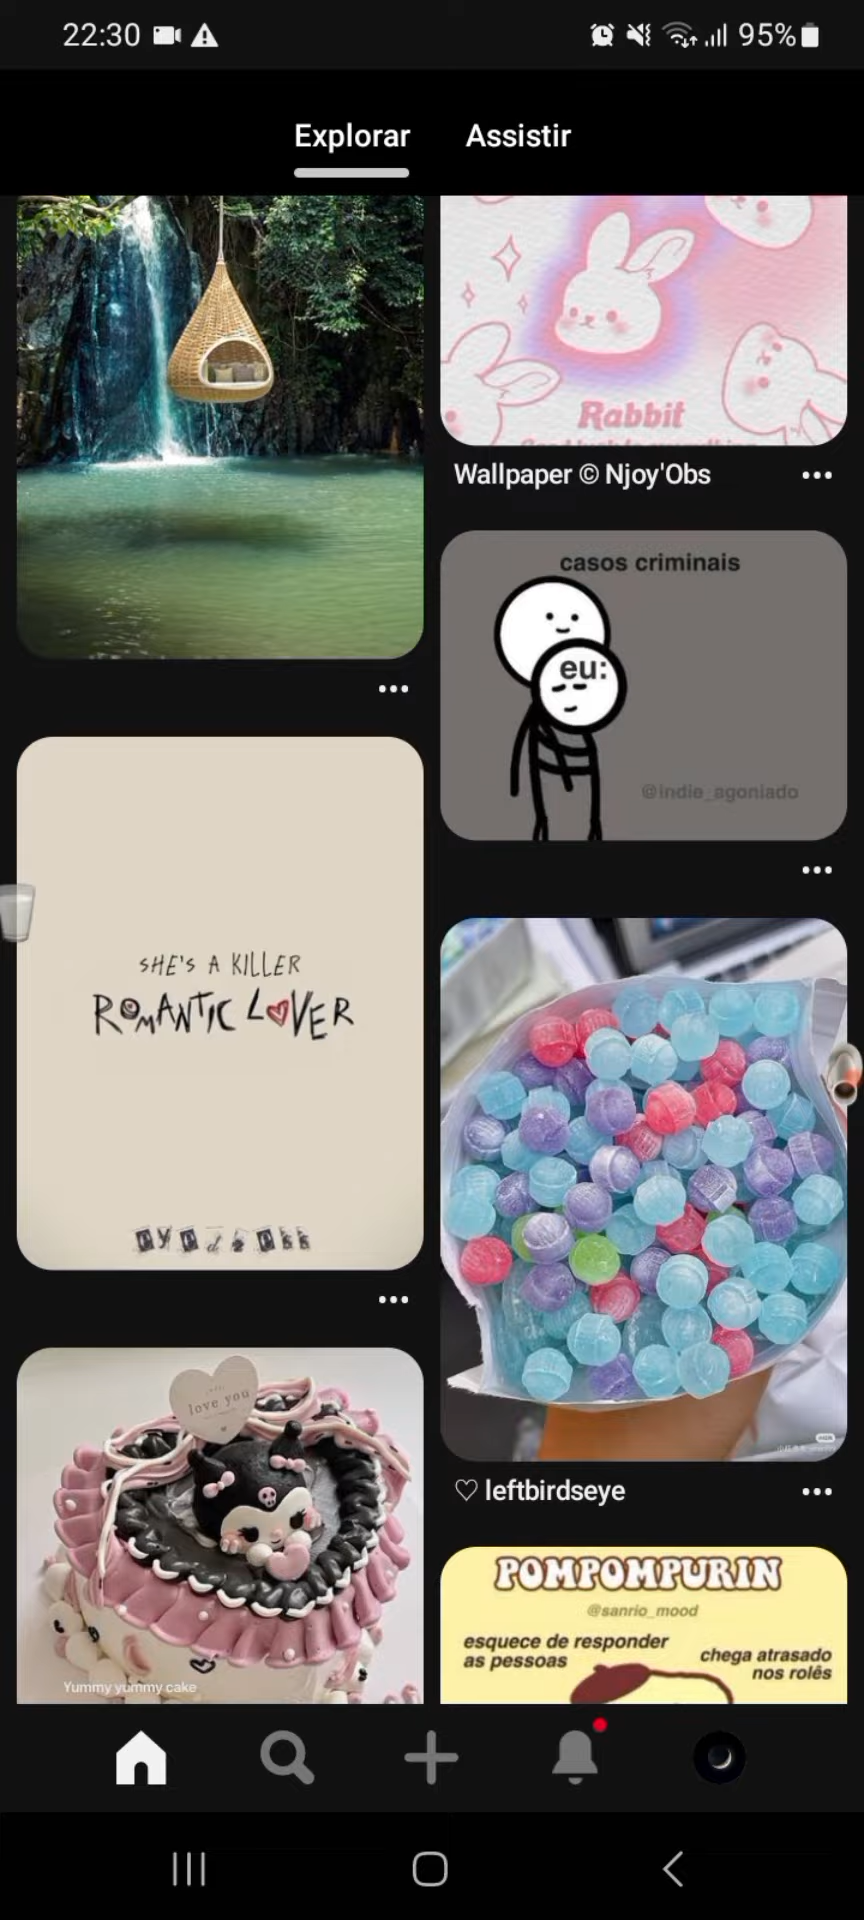 22:30
95%
Explorar
Assistir
Rabbit
Wallpaper © Njoy'Obs
casos criminais
eu:
@indie_agoniado
SHE'S A KILLER
ROMANTIC LOVER
love you
Yummy yummy cake
♡ leftbirdseye
POMPOMPURIN
@sanrio_mood
esquece de responder
as pessoas
chega atrasado
nos rolês